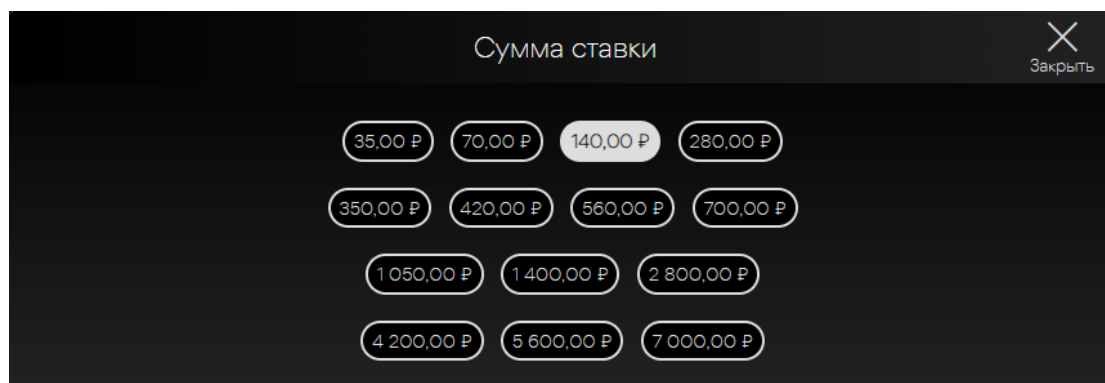 Сумма ставки
Закрыть
35,00 ₽ 70,00 ₽ 140,00 ₽ 280,00 ₽
350,00 ₽ 420,00 ₽ 560,00 ₽ 700,00 ₽
1 050,00 ₽ 1 400,00 ₽ 2 800,00 ₽
4 200,00 ₽ 5 600,00 ₽ 7 000,00 ₽